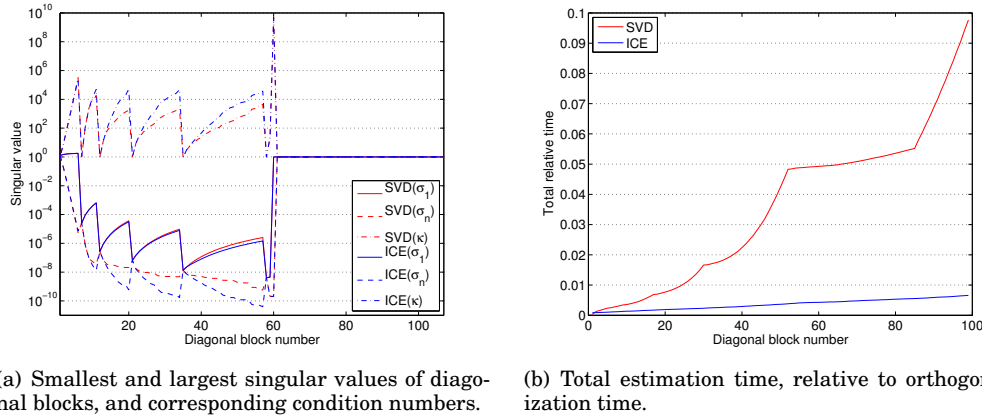 10^10
10^8
10^6
10^4
10^2
10^0
10^-2
10^-4
10^-6
10^-8
10^-10
Singular value
20 40 60 80 100
Diagonal block number
SVD(σ_1)
SVD(σ_n)
SVD(κ)
ICE(σ_1)
ICE(σ_n)
ICE(κ)
0.1
0.09
0.08
0.07
0.06
0.05
0.04
0.03
0.02
0.01
0
Total relative time
0 20 40 60 80 100
Diagonal block number
SVD
ICE
a) Smallest and largest singular values of diago-
nal blocks, and corresponding condition numbers.
(b) Total estimation time, relative to orthogon
ization time.